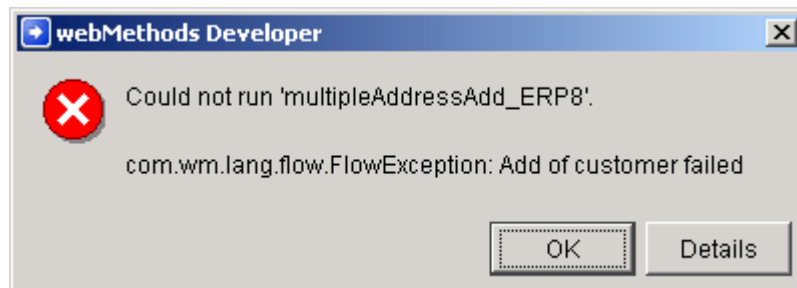 webMethods Developer
Could not run 'multipleAddressAdd_ERP8'.
com.wm.lang.flow.FlowException: Add of customer failed
OK
Details